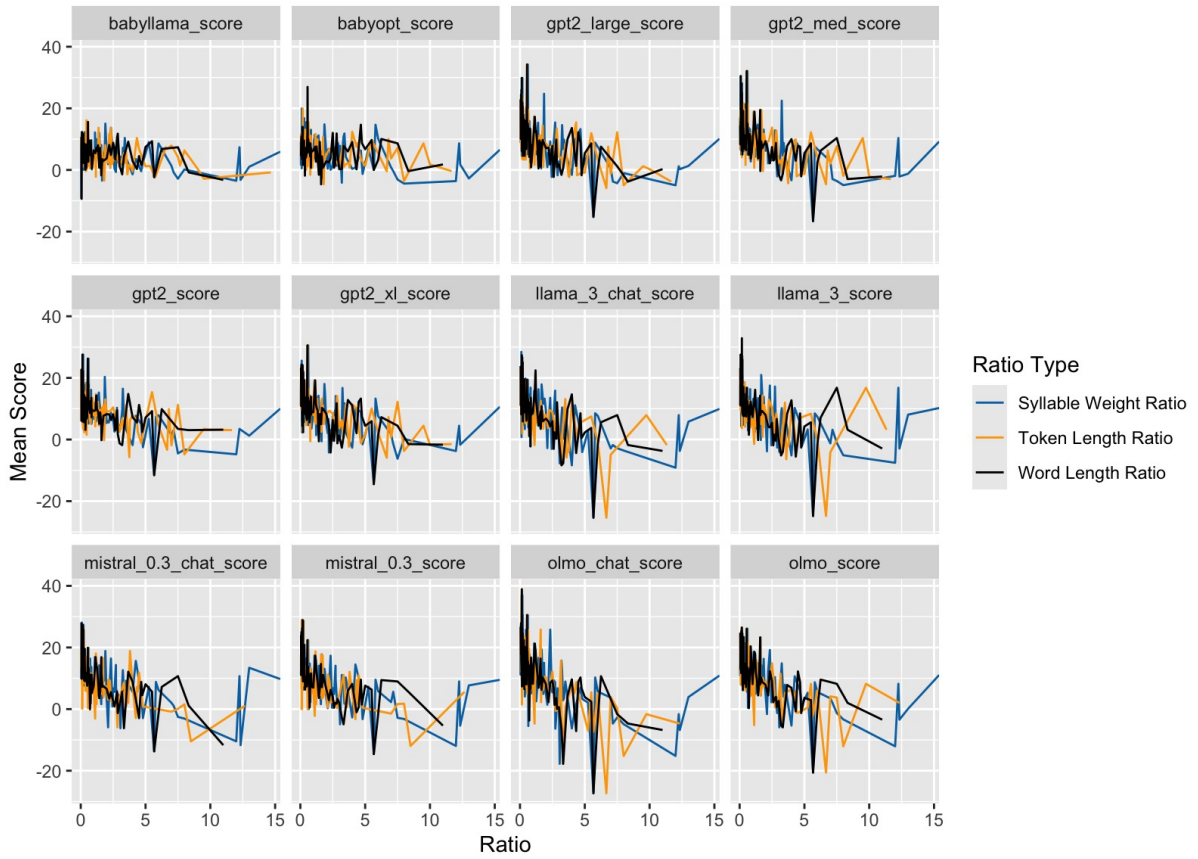 babyllama_score babyopt_score gpt2_large_score gpt2_med_score
40
20
0
-20
gpt2_score gpt2_xl_score llama_3_chat_score llama_3_score
40
20
0
-20
mistral_0.3_chat_score mistral_0.3_score olmo_chat_score olmo_score
40
20
0
-20
0 5 10 15 0 5 10 15 0 5 10 15 0 5 10 15
Ratio
Mean Score
Ratio Type
Syllable Weight Ratio
Token Length Ratio
Word Length Ratio